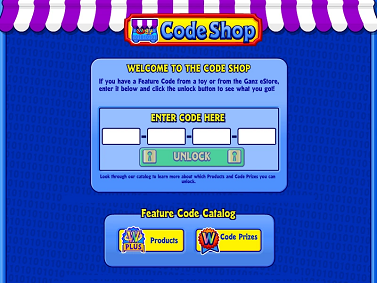 Code Shop
WELCOME TO THE CODE SHOP
If you have a Feature Code from a toy or from the Ganz eStore,
enter it below and click the unlock button to see what you got!
ENTER CODE HERE
- - -
UNLOCK
Look through our catalog to learn more about which Products and Code Prizes you can
unlock.
Feature Code Catalog
W PLUS Products
W Code Prizes